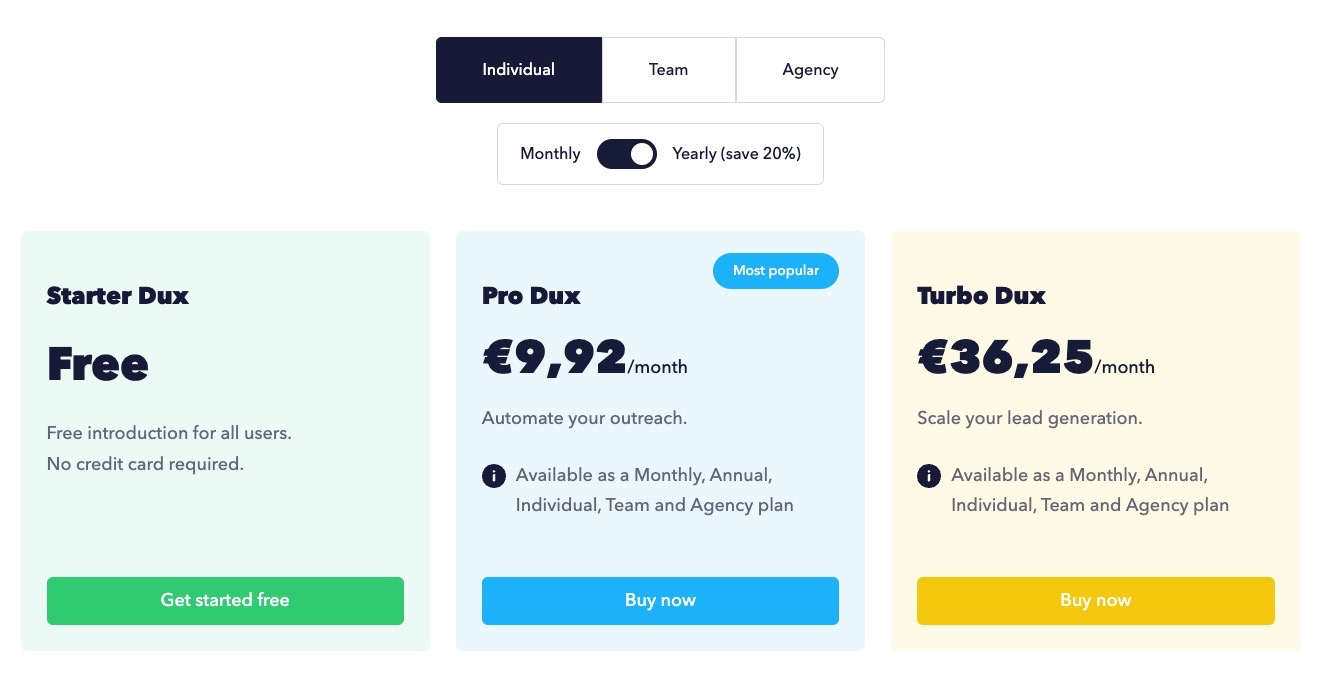 Individual
Team
Agency
Monthly
Yearly (save 20%)
Starter Dux
Free
Free introduction for all users.
No credit card required.
Get started free
Most popular
Pro Dux
€9,92/month
Automate your outreach.
i Available as a Monthly, Annual,
Individual, Team and Agency plan
Buy now
Turbo Dux
€36,25/month
Scale your lead generation.
i Available as a Monthly, Annual,
Individual, Team and Agency plan
Buy now